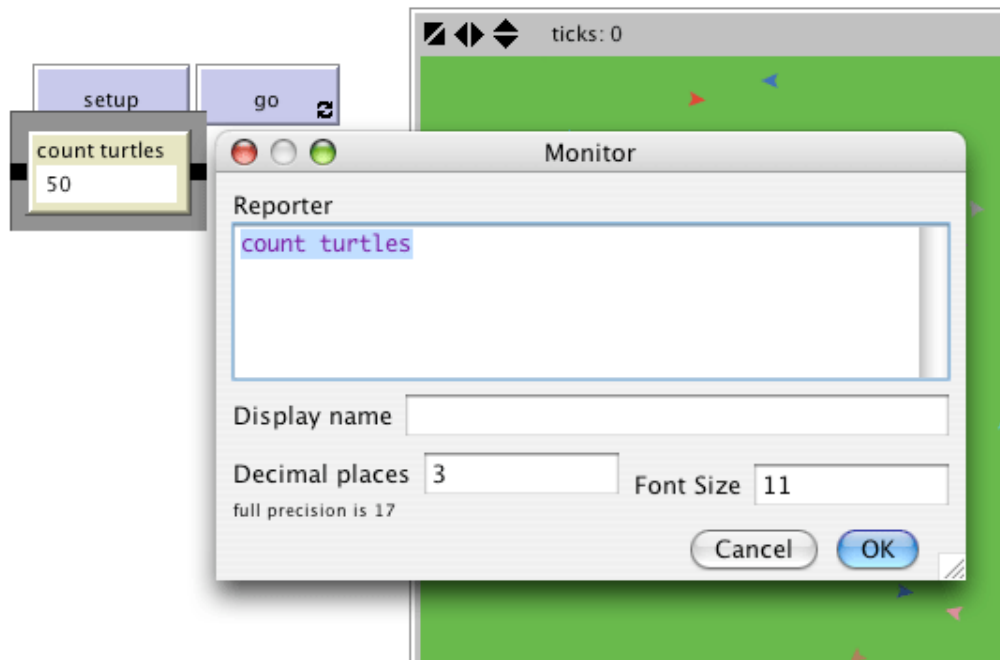 ticks: 0
setup
go
count turtles
50
Monitor
Reporter
count turtles
Display name
Decimal places 3
Font Size 11
full precision is 17
Cancel
OK